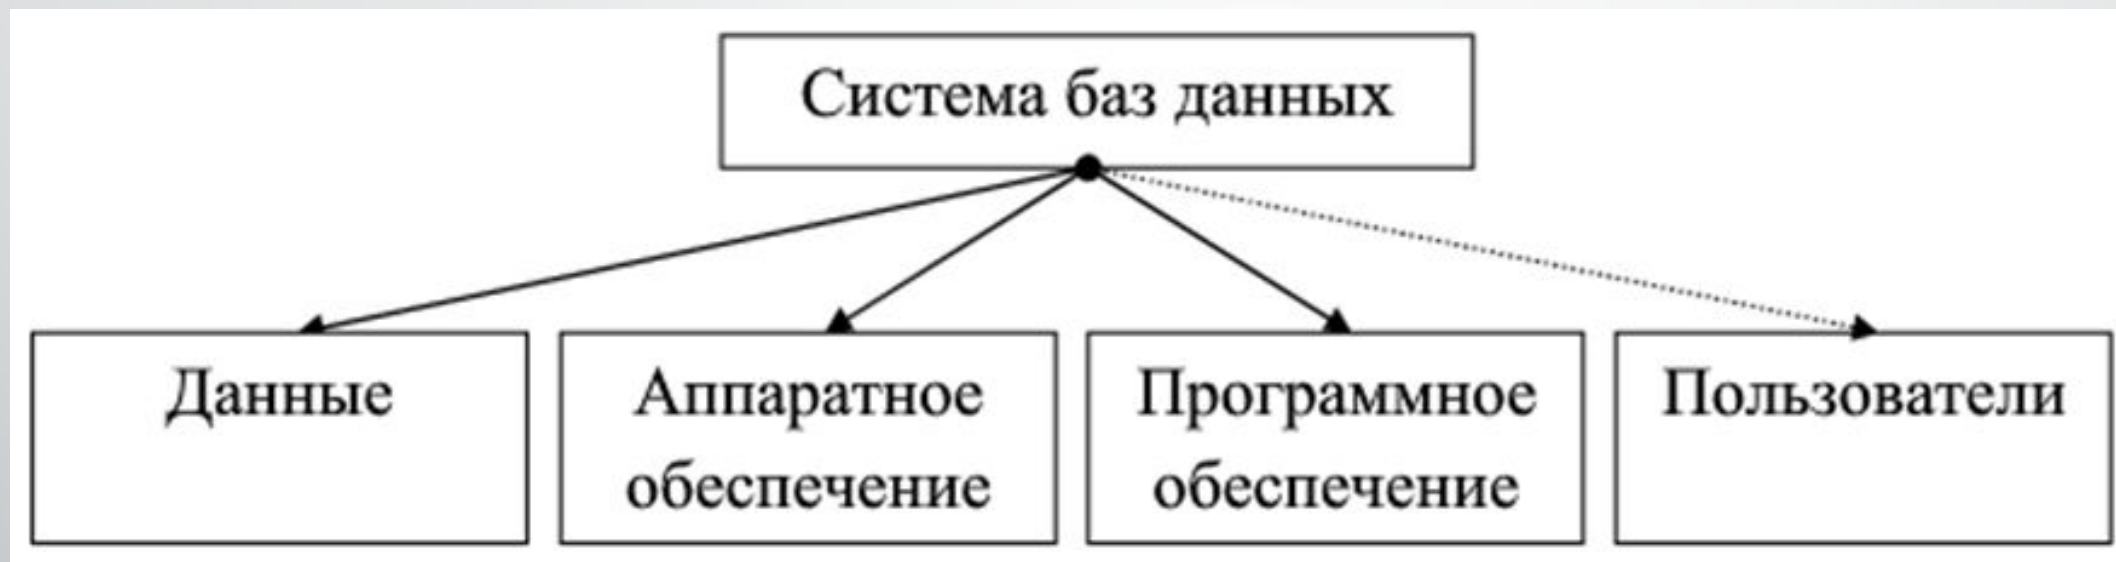 Система баз данных
Данные
Аппаратное
обеспечение
Программное
обеспечение
Пользователи